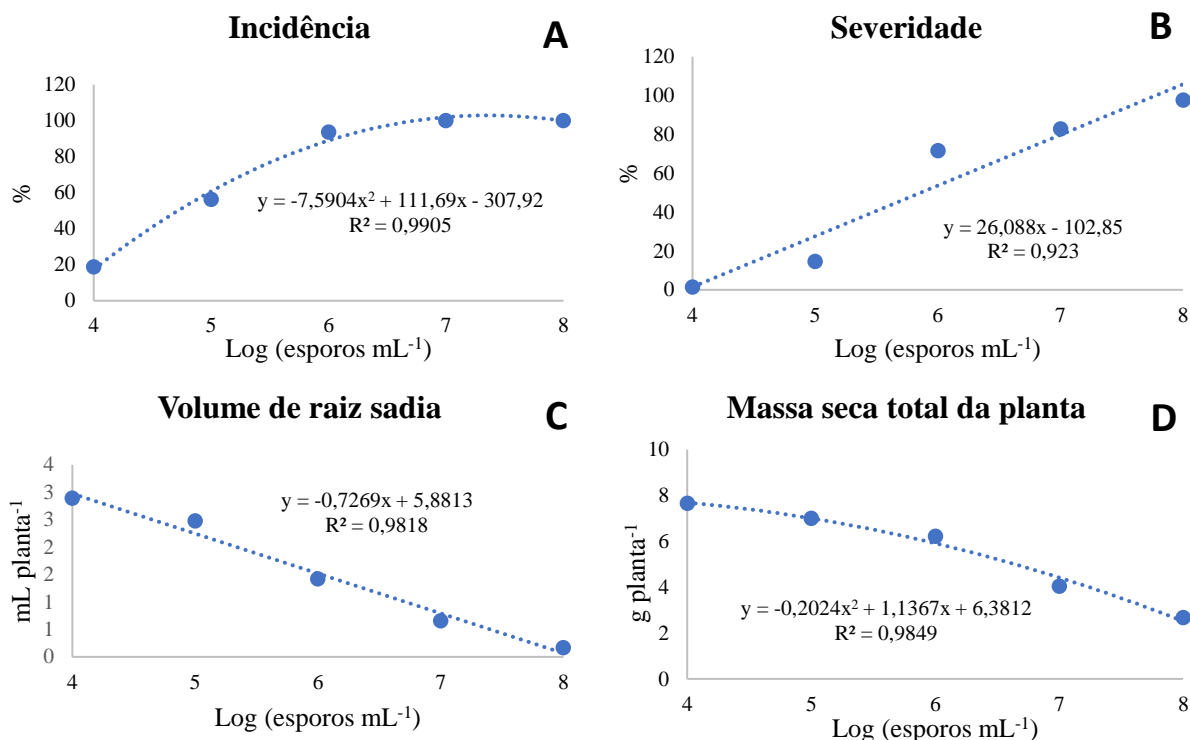 Incidência
A
120
100
80
60
40
20
0
%
y = -7,5904x² + 111,69x - 307,92
R² = 0,9905
4 5 6 7 8
Log (esporos mL⁻¹)
Severidade
B
120
100
80
60
40
20
0
%
y = 26,088x - 102,85
R² = 0,923
4 5 6 7 8
Log (esporos mL⁻¹)
Volume de raiz sadia
C
4
3
3
2
2
1
1
0
mL planta⁻¹
y = -0,7269x + 5,8813
R² = 0,9818
4 5 6 7 8
Log (esporos mL⁻¹)
Massa seca total da planta
D
10
8
6
4
2
0
g planta⁻¹
y = -0,2024x² + 1,1367x + 6,3812
R² = 0,9849
4 5 6 7 8
Log (esporos mL⁻¹)